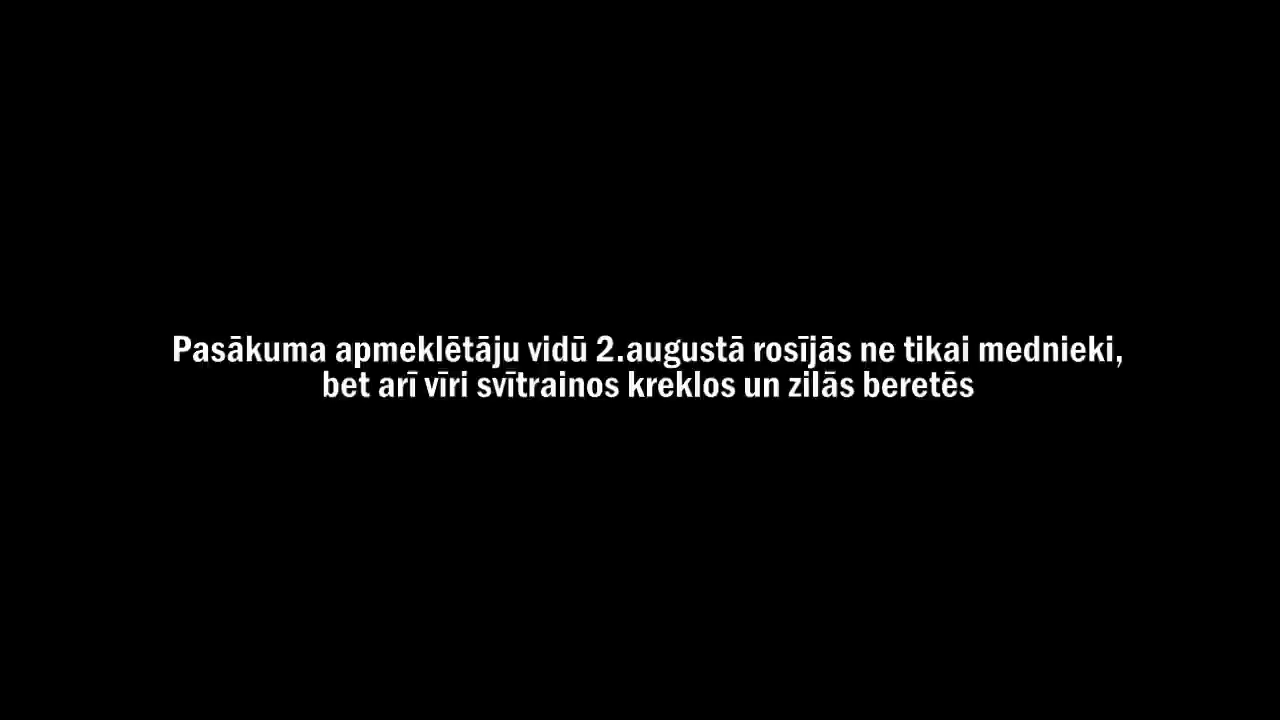 Pasākuma apmeklētāju vidū 2.augustā rosījās ne tikai mednieki,
bet arī vīri svītrainos kreklos un zilās beretēs